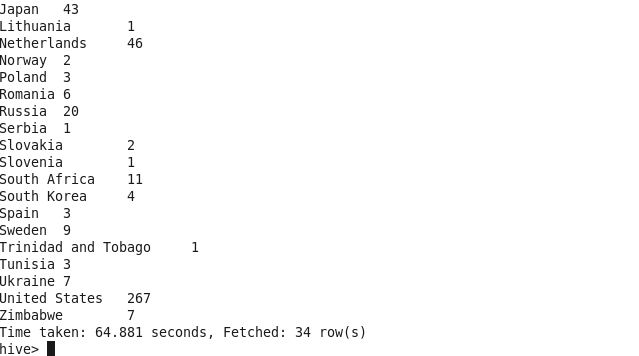 Japan	43
Lithuania	1
Netherlands	46
Norway	2
Poland	3
Romania	6
Russia	20
Serbia	1
Slovakia	2
Slovenia	1
South Africa	11
South Korea	4
Spain	3
Sweden	9
Trinidad and Tobago	1
Tunisia	3
Ukraine	7
United States	267
Zimbabwe	7
Time taken: 64.881 seconds, Fetched: 34 row(s)
hive>